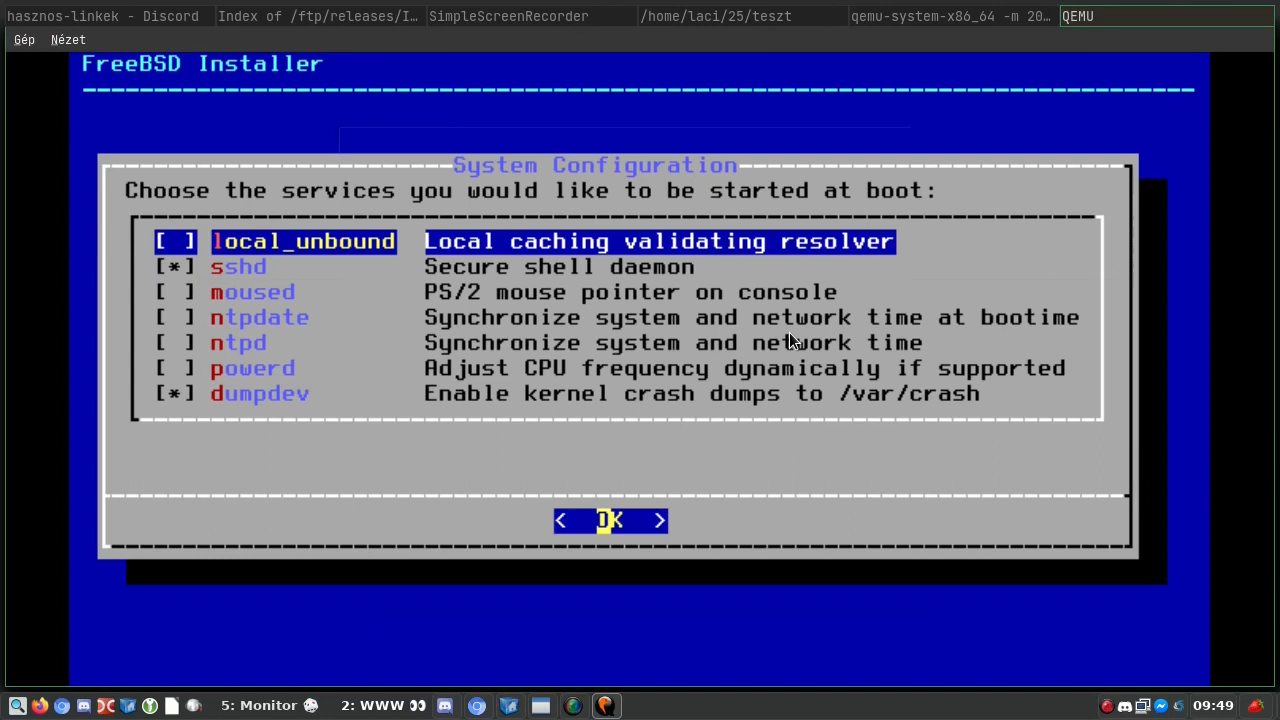 hasznos-linkek - Discord Index of /ftp/releases/I... SimpleScreenRecorder /home/laci/25/teszt qemu-system-x86_64 -m 20... QEMU
Gép Nézet
FreeBSD Installer
System Configuration
Choose the services you would like to be started at boot:
[ ] local_unbound Local caching validating resolver
[*] sshd Secure shell daemon
[ ] moused PS/2 mouse pointer on console
[ ] ntpdate Synchronize system and network time at bootime
[ ] ntpd Synchronize system and network time
[ ] powerd Adjust CPU frequency dynamically if supported
[*] dumpdev Enable kernel crash dumps to /var/crash
< OK >
5: Monitor 2: WWW 09:49